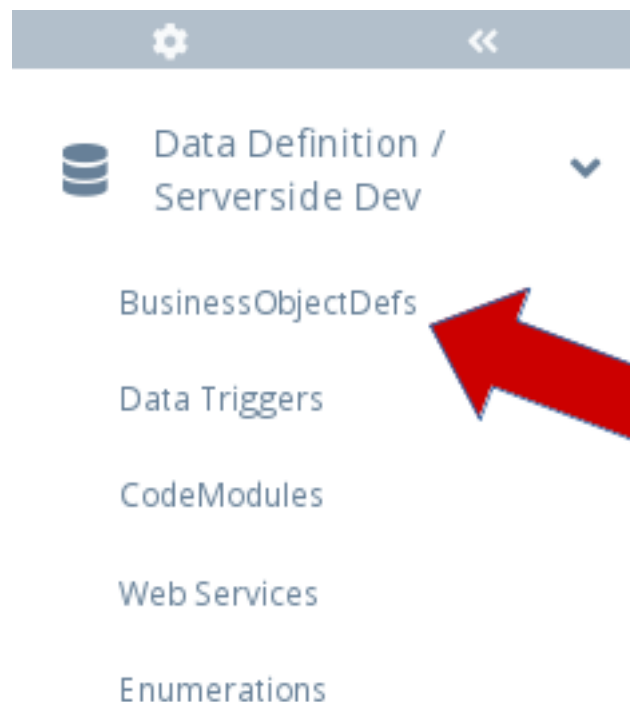 Data Definition /
Serverside Dev
BusinessObjectDefs
Data Triggers
CodeModules
Web Services
Enumerations